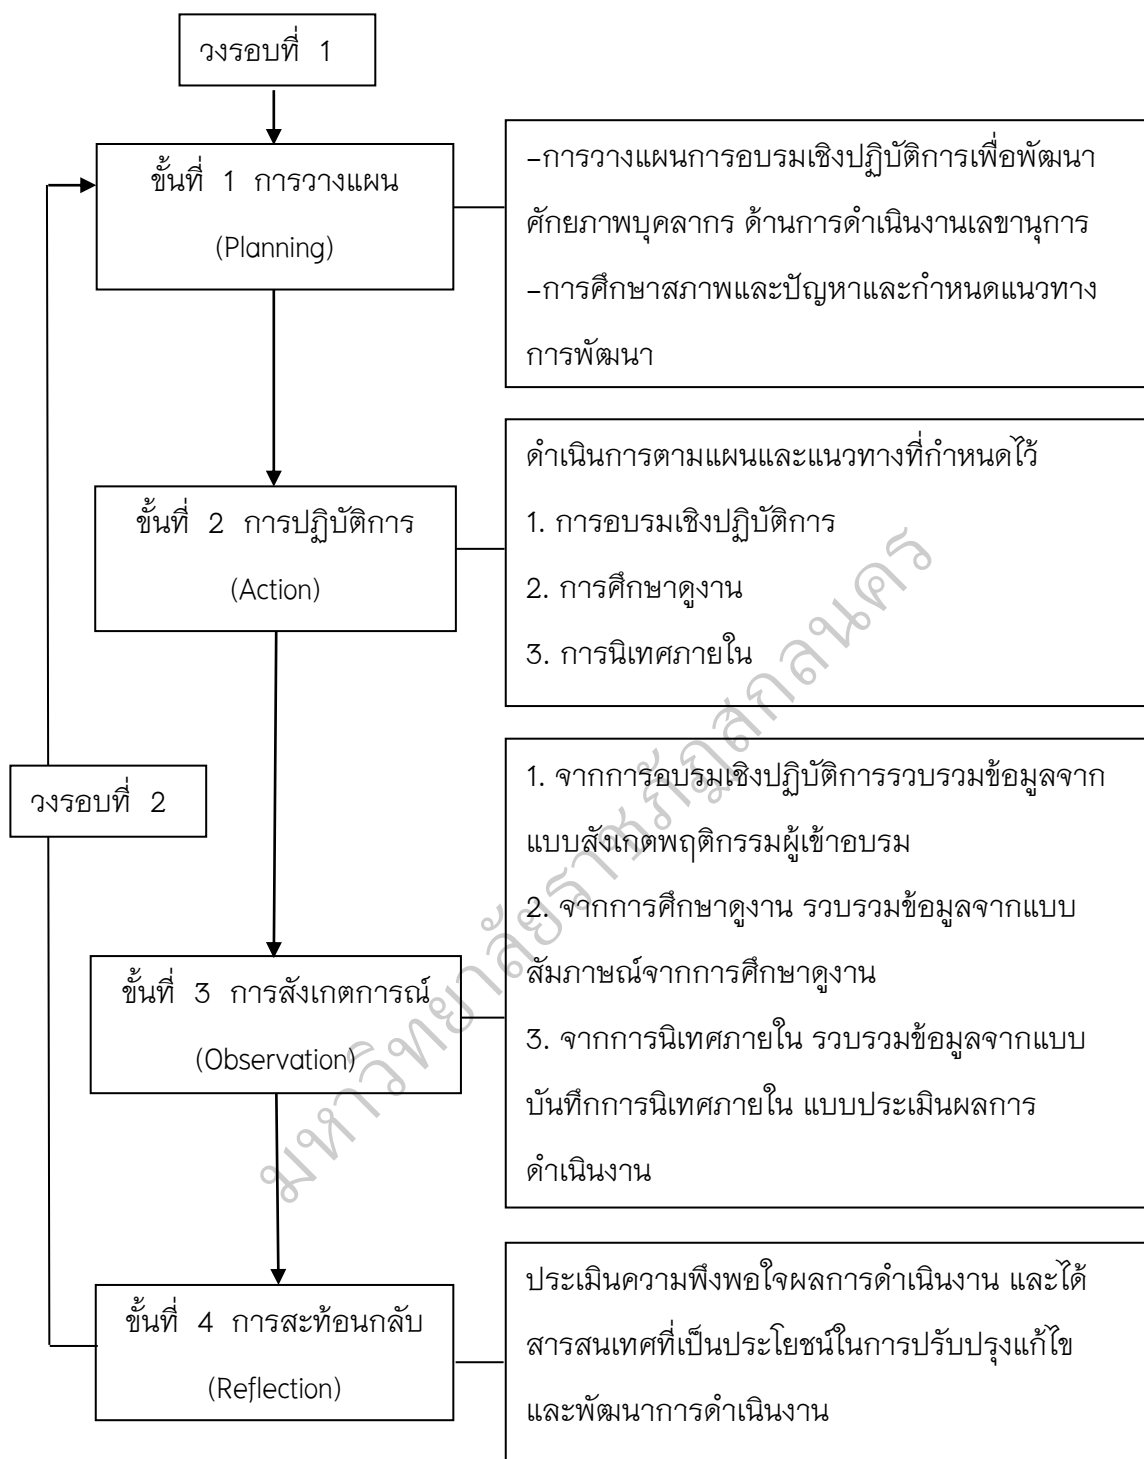 วงรอบที่ 1
ขั้นที่ 1 การวางแผน
(Planning)
-การวางแผนการอบรมเชิงปฏิบัติการเพื่อพัฒนา
ศักยภาพบุคลากร ด้านการดำเนินงานเลขานุการ
-การศึกษาสภาพและปัญหาและกำหนดแนวทาง
การพัฒนา
ขั้นที่ 2 การปฏิบัติการ
(Action)
ดำเนินการตามแผนและแนวทางที่กำหนดไว้
1. การอบรมเชิงปฏิบัติการ
2. การศึกษาดูงาน
3. การนิเทศภายใน
วงรอบที่ 2
ขั้นที่ 3 การสังเกตการณ์
(Observation)
1. จากการอบรมเชิงปฏิบัติการรวบรวมข้อมูลจาก
แบบสังเกตพฤติกรรมผู้เข้าอบรม
2. จากการศึกษาดูงาน รวบรวมข้อมูลจากแบบ
สัมภาษณ์จากการศึกษาดูงาน
3. จากการนิเทศภายใน รวบรวมข้อมูลจากแบบ
บันทึกการนิเทศภายใน แบบประเมินผลการ
ดำเนินงาน
ขั้นที่ 4 การสะท้อนกลับ
(Reflection)
ประเมินความพึงพอใจผลการดำเนินงาน และได้
สารสนเทศที่เป็นประโยชน์ในการปรับปรุงแก้ไข
และพัฒนาการดำเนินงาน
มหาวิทยาลัยราชภัฏสกลนคร